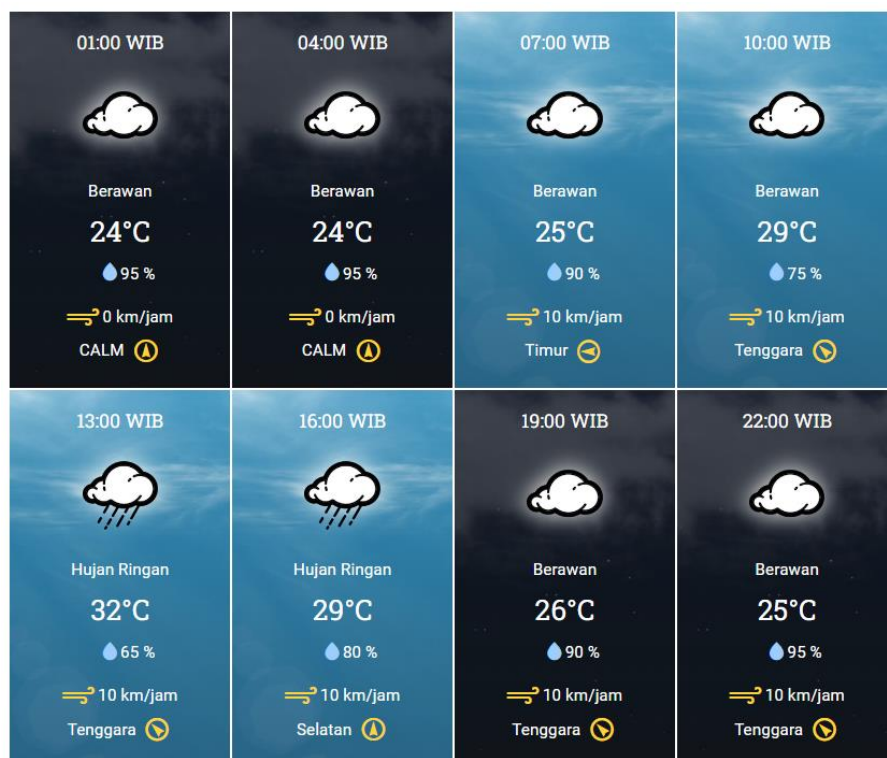 01:00 WIB
Berawan
24°C
95 %
0 km/jam
CALM
04:00 WIB
Berawan
24°C
95 %
0 km/jam
CALM
07:00 WIB
Berawan
25°C
90 %
10 km/jam
Timur
10:00 WIB
Berawan
29°C
75 %
10 km/jam
Tenggara
13:00 WIB
Hujan Ringan
32°C
65 %
10 km/jam
Tenggara
16:00 WIB
Hujan Ringan
29°C
80 %
10 km/jam
Selatan
19:00 WIB
Berawan
26°C
90 %
10 km/jam
Tenggara
22:00 WIB
Berawan
25°C
95 %
10 km/jam
Tenggara